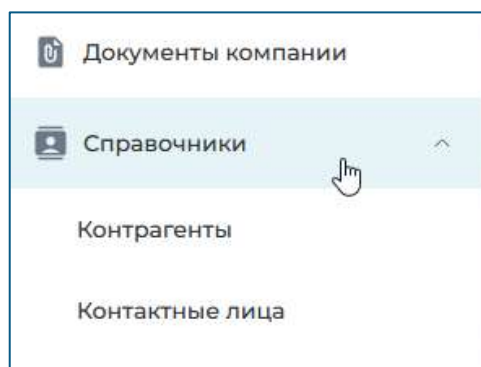 Документы компании
Справочники
Контрагенты
Контактные лица